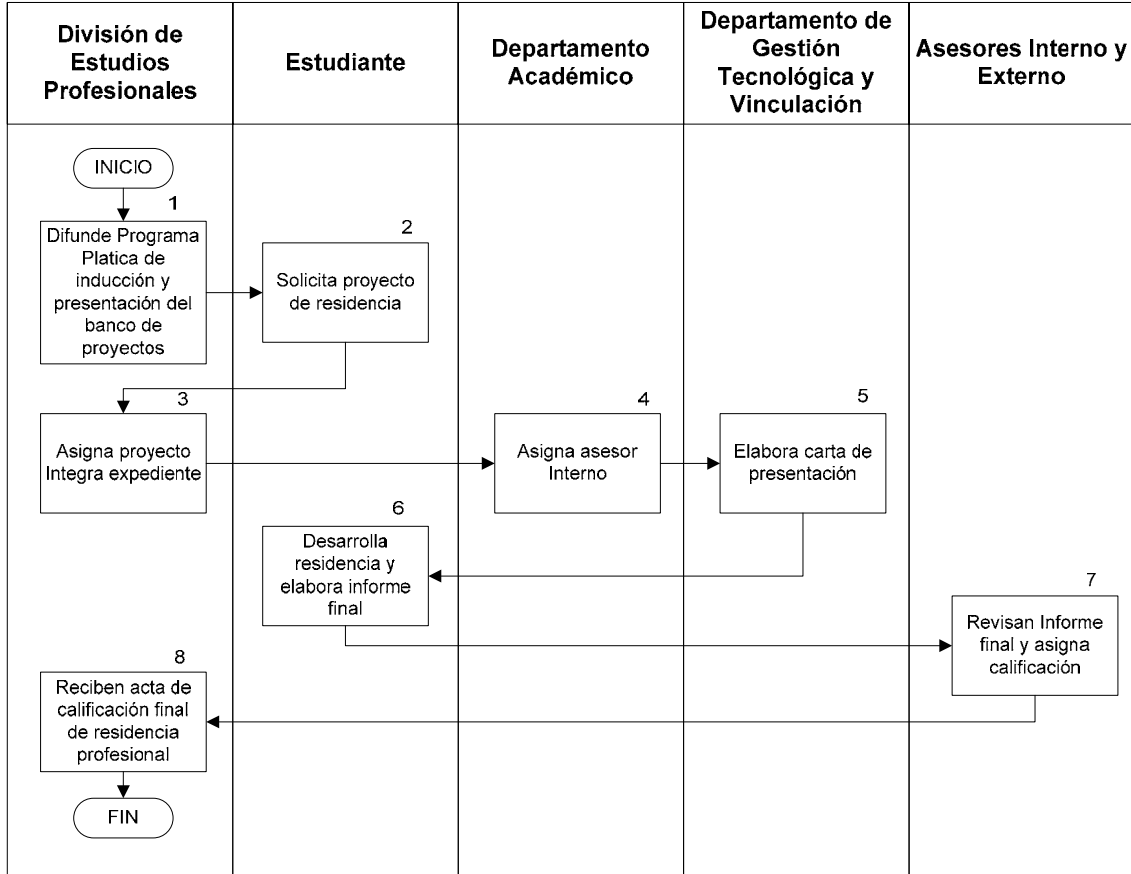 División de
Estudios
Profesionales
Estudiante
Departamento
Académico
Departamento de
Gestión
Tecnológica y
Vinculación
Asesores Interno y
Externo
INICIO
1
Difunde Programa
Platica de
inducción y
presentación del
banco de
proyectos
2
Solicita proyecto
de residencia
3
Asigna proyecto
Integra expediente
4
Asigna asesor
Interno
5
Elabora carta de
presentación
6
Desarrolla
residencia y
elabora informe
final
7
Revisan Informe
final y asigna
calificación
8
Reciben acta de
calificación final
de residencia
profesional
FIN